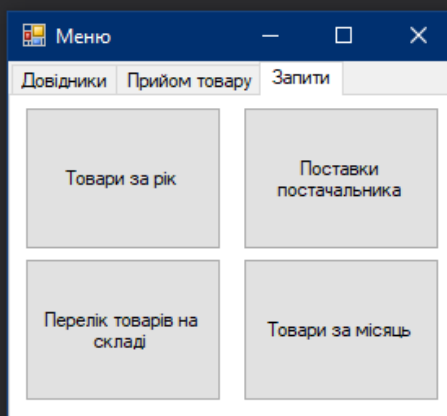 Меню
Довідники Прийом товару Запити
Товари за рік
Поставки
постачальника
Перелік товарів на
складі
Товари за місяць